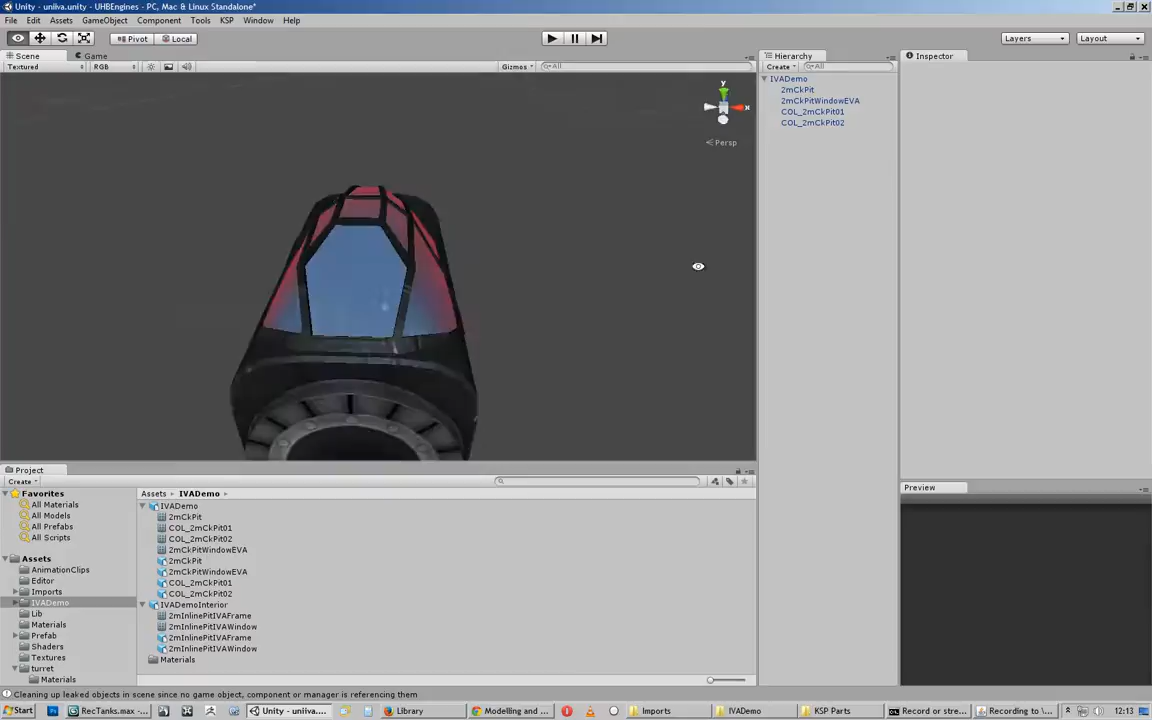 Unity - uniiva.unity - UHBEngines - PC, Mac & Linux Standalone*
File Edit Assets GameObject Component Tools KSP Window Help
Pivot Local Layers Layout
Scene Game Hierarchy Inspector
Textured RGB Gizmos All Create All
IVADemo
2mCkPit
2mCkPitWindowEVA
COL_2mCkPit01
COL_2mCkPit02
y
x
Persp
Project
Create
Preview
Favorites
All Materials
All Models
All Prefabs
All Scripts
Assets
AnimationClips
Editor
Imports
IVADemo
Lib
Materials
Prefab
Shaders
Textures
turret
Materials
Assets IVADemo
IVADemo
2mCkPit
COL_2mCkPit01
COL_2mCkPit02
2mCkPitWindowEVA
2mCkPit
2mCkPitWindowEVA
COL_2mCkPit01
COL_2mCkPit02
IVADemoInterior
2mInlinePitIVAFrame
2mInlinePitIVAWindow
2mInlinePitIVAFrame
2mInlinePitIVAWindow
Materials
Cleaning up leaked objects in scene since no game object, component or manager is referencing them
Start RecTanks.max -... Unity - uniiva.... Library Modelling and ... Imports IVADemo KSP Parts Record or stre... Recording to \... 12:13